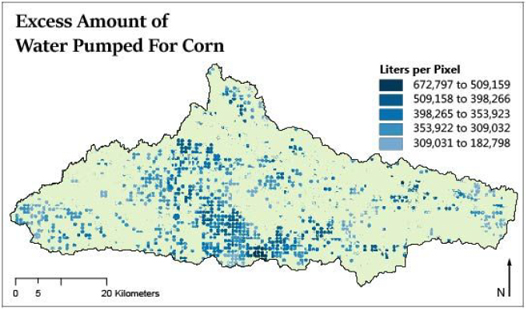 Excess Amount of
Water Pumped For Corn
Liters per Pixel
672,797 to 509,159
509,158 to 398,266
398,265 to 353,923
353,922 to 309,032
309,031 to 182,798
0 5 20 Kilometers
N